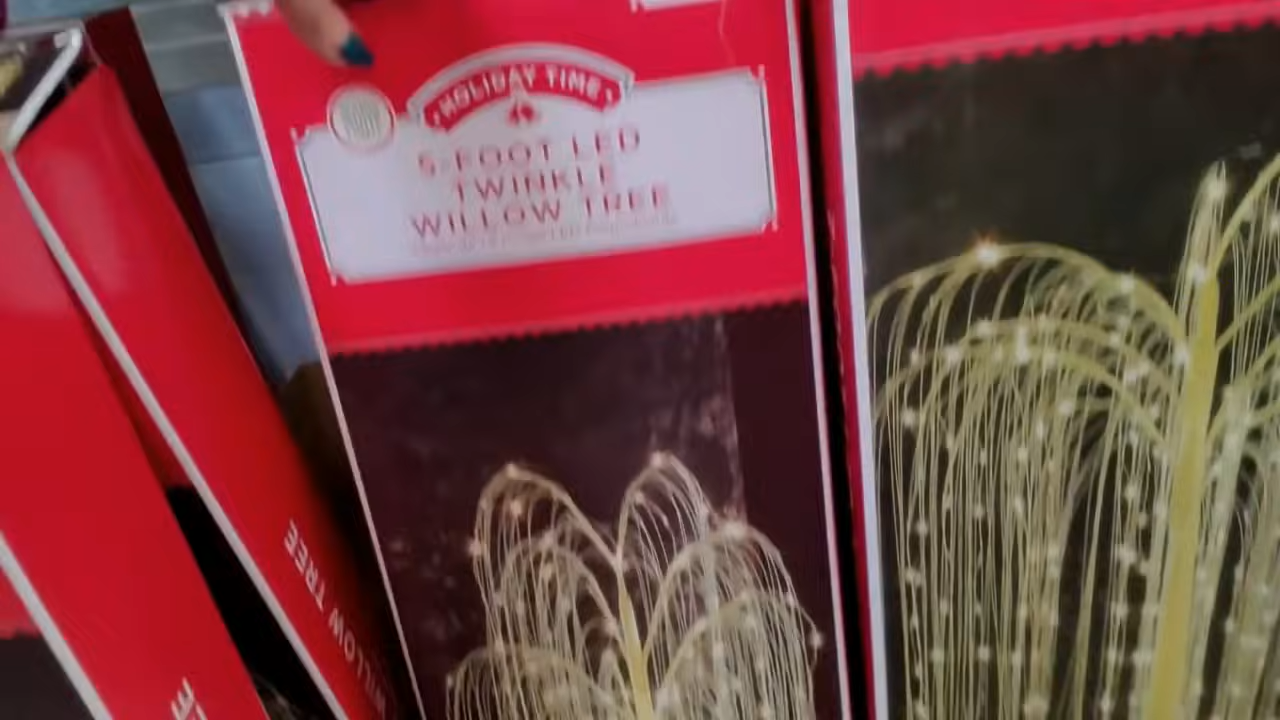 HOLIDAY TIME
5-FOOT LED
TWINKLE
WILLOW TREE
WILLOW TREE